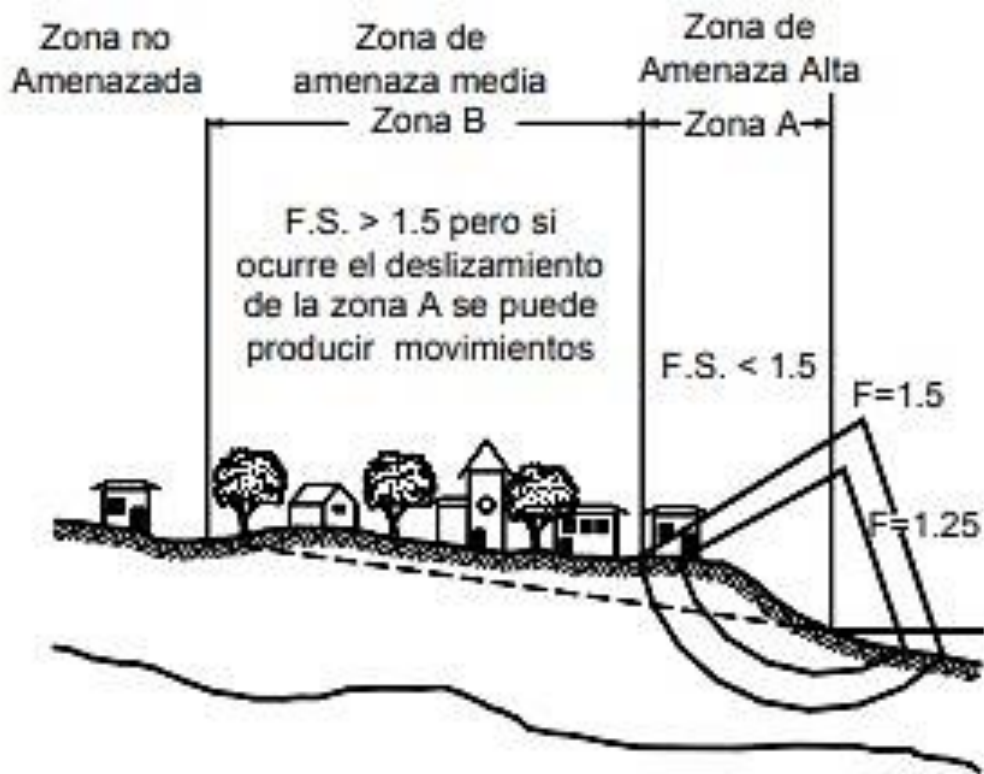 Zona no
Amenazada
Zona de
amenaza media
Zona B
Zona de
Amenaza Alta
Zona A
F.S. > 1.5 pero si
ocurre el deslizamiento
de la zona A se puede
producir movimientos
F.S. < 1.5
F=1.5
F=1.25